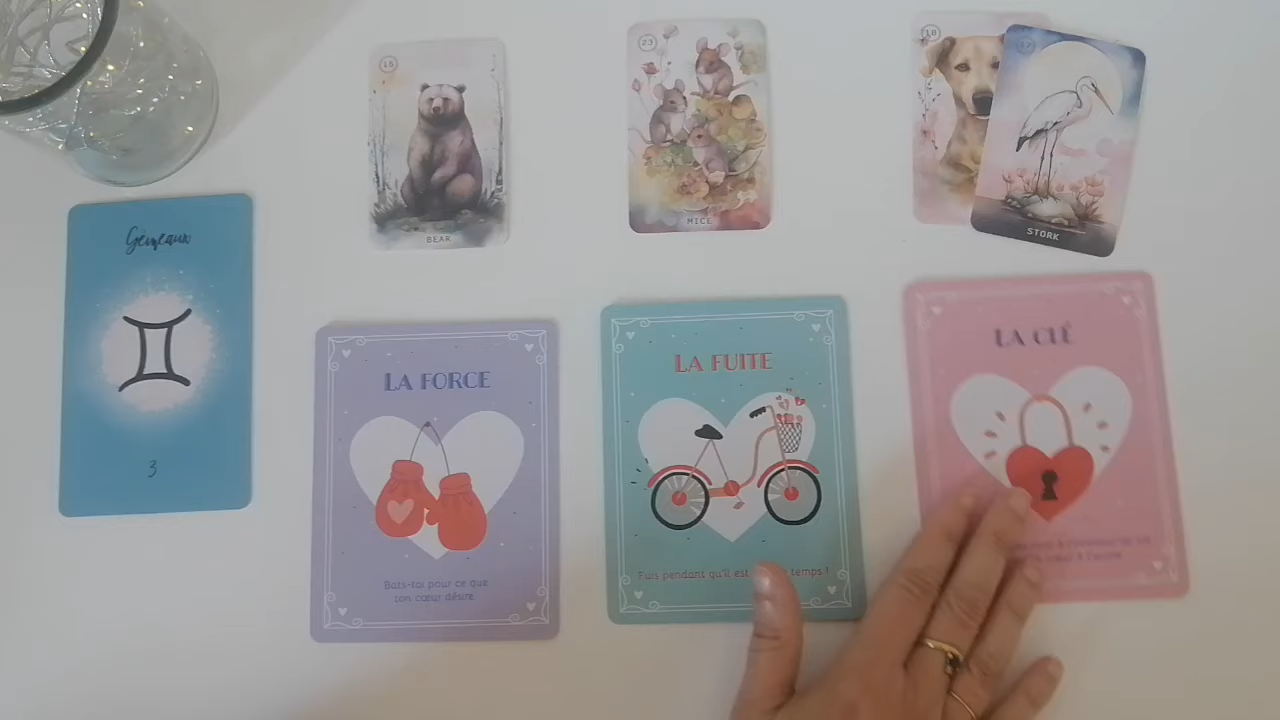 15
BEAR
23
MICE
18
17
STORK
Gémeaux
3
LA FORCE
Bats-toi pour ce que
ton cœur désire
LA FUITE
Fuis pendant qu'il est temps !
LA CLÉ